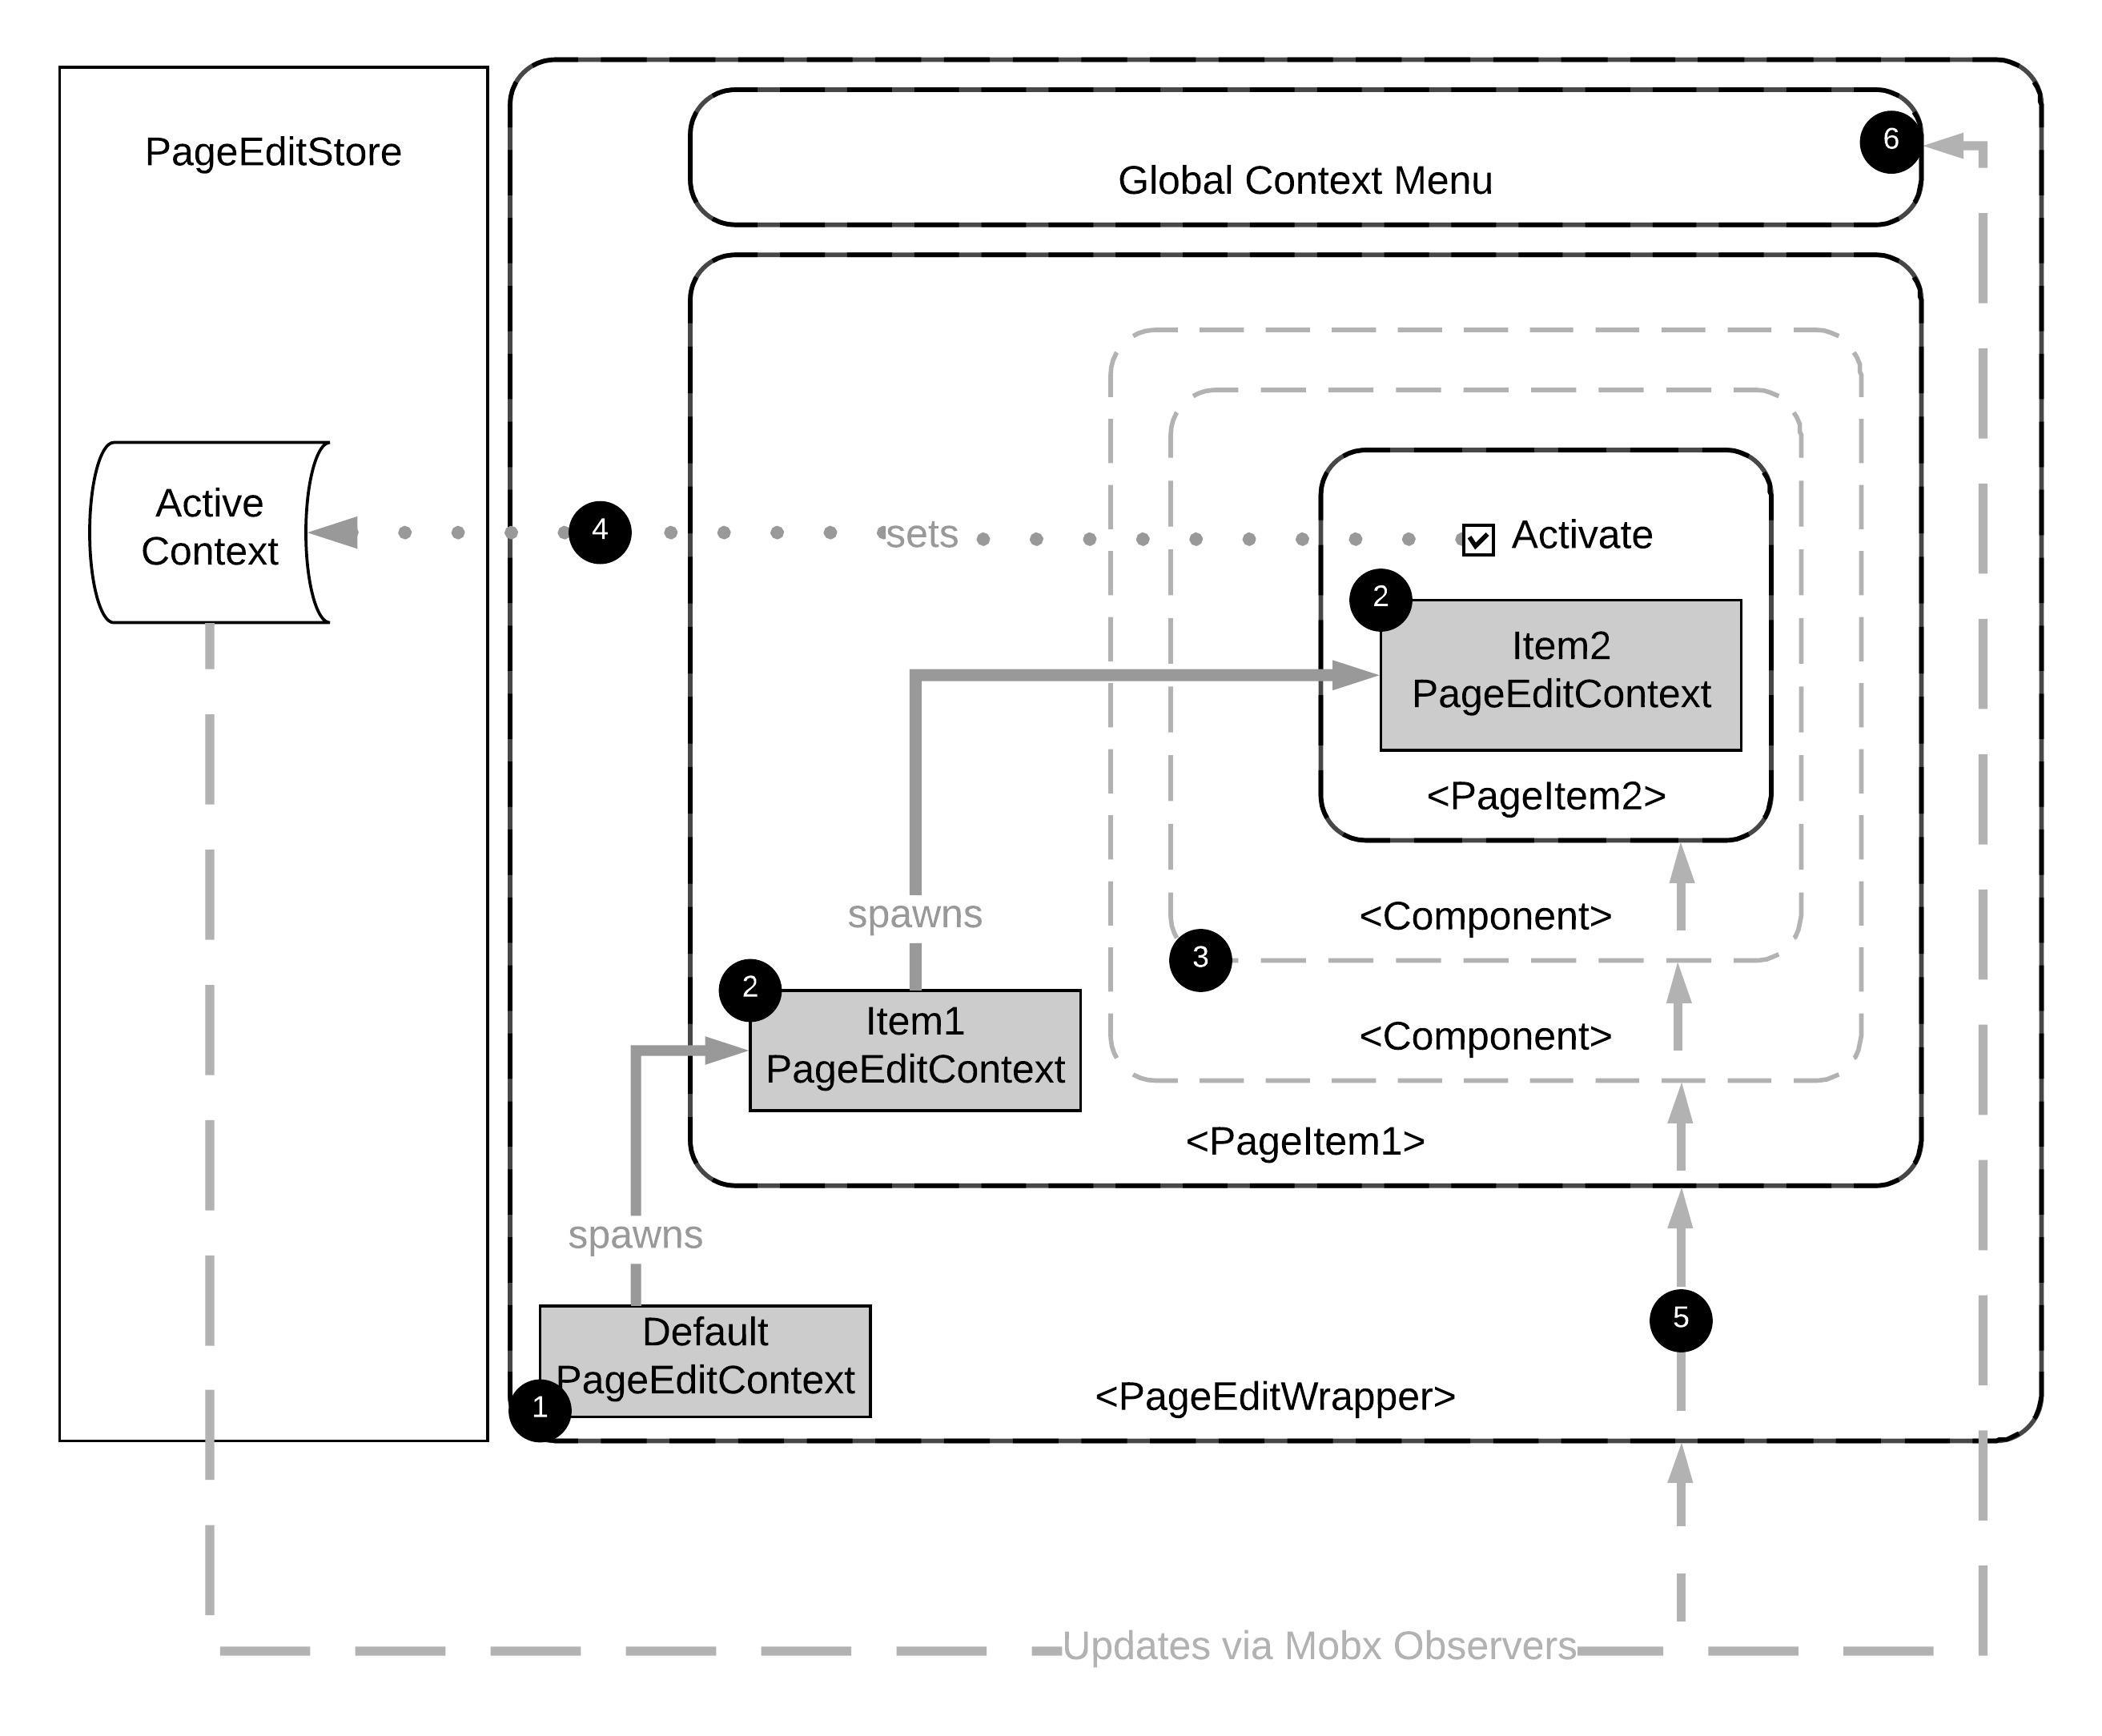 PageEditStore
6
Global Context Menu
Active
Context
4
sets
Activate
2
Item2
PageEditContext
<PageItem2>
spawns
<Component>
3
2
Item1
PageEditContext
<Component>
<PageItem1>
spawns
5
Default
PageEditContext
1
<PageEditWrapper>
Updates via Mobx Observers